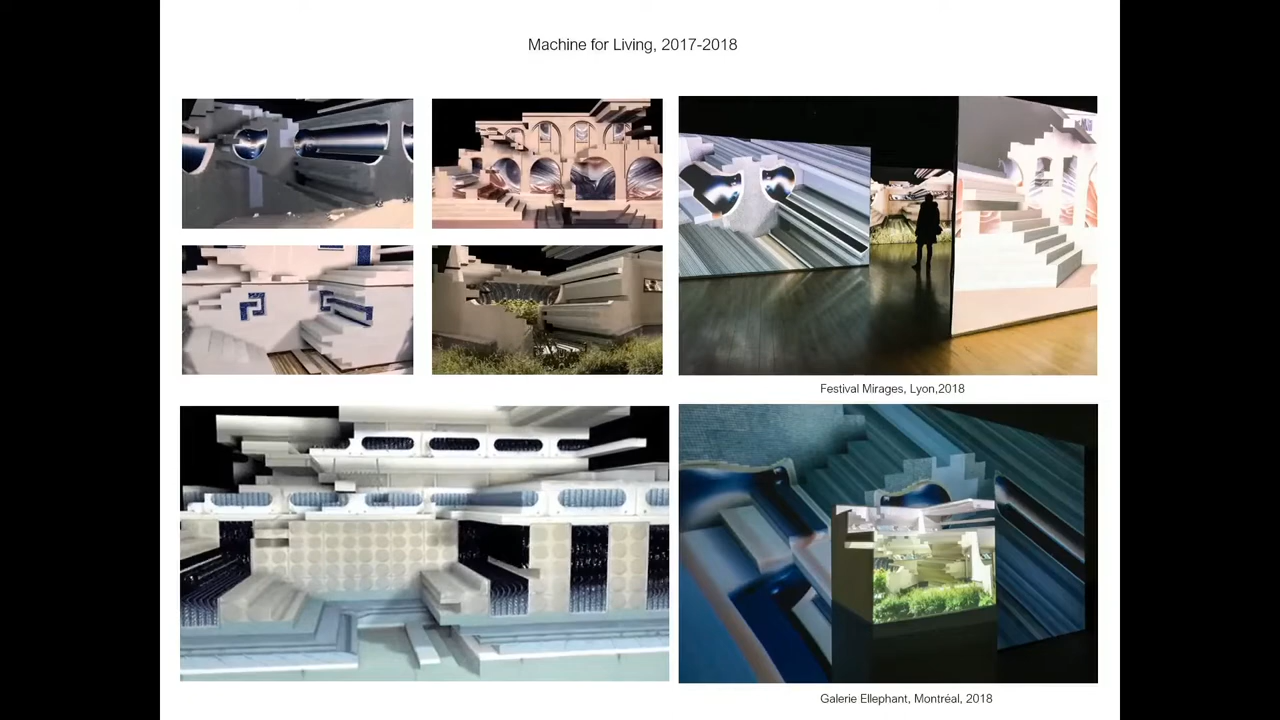 Machine for Living, 2017-2018
Festival Mirages, Lyon,2018
Galerie Ellephant, Montréal, 2018